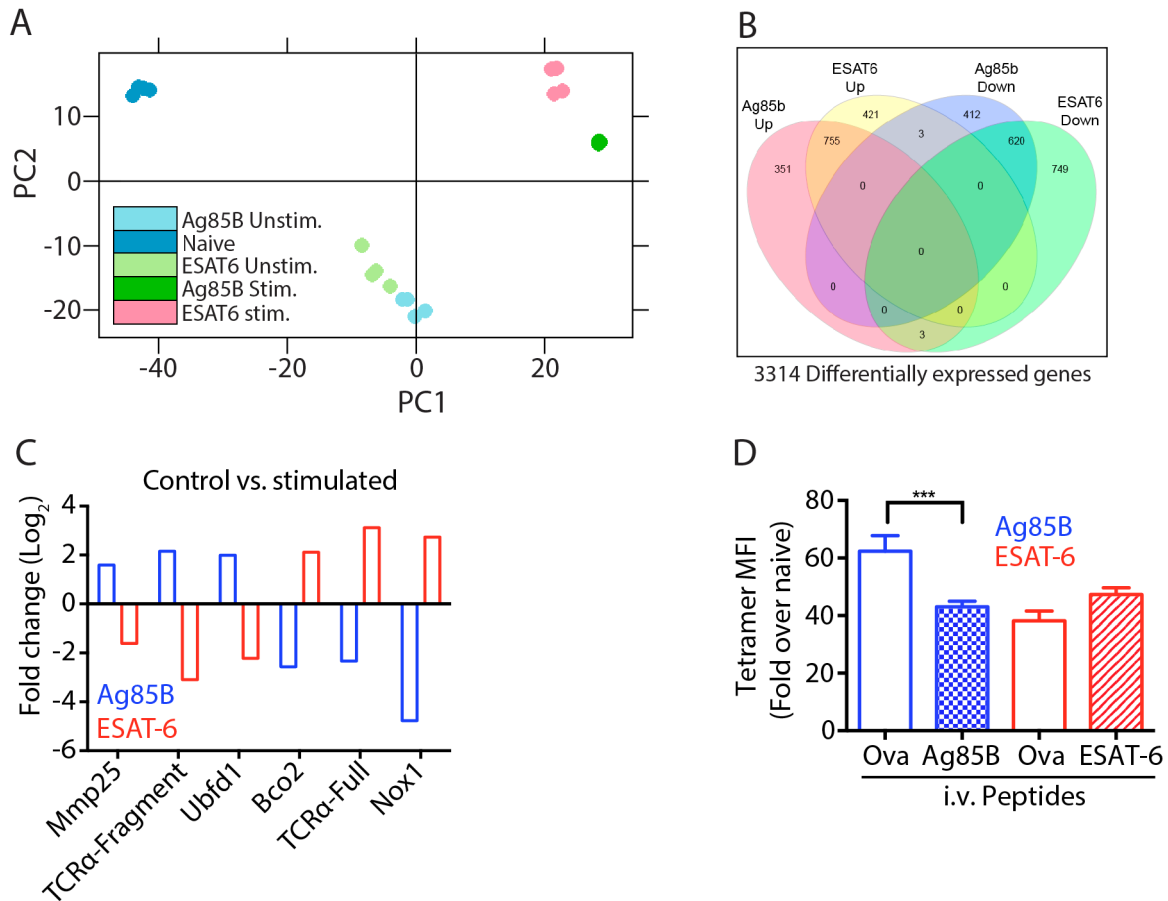 A
PC2
10
0
-10
-20
Ag85B Unstim.
Naive
ESAT6 Unstim.
Ag85B Stim.
ESAT6 stim.
-40
-20
0
20
PC1
B
Ag85b
Up
ESAT6
Up
Ag85b
Down
ESAT6
Down
351
755
421
3
412
620
749
0
0
0
0
0
0
0
3
3314 Differentially expressed genes
C
Control vs. stimulated
Fold change (Log2)
4
2
0
-2
-4
-6
Ag85B
ESAT-6
Mmp25
TCRα-Fragment
Ubfd1
Bco2
TCRα-Full
Nox1
D
Tetramer MFI
(Fold over naive)
80
60
40
20
0
***
Ag85B
ESAT-6
Ova Ag85B Ova ESAT-6
i.v. Peptides